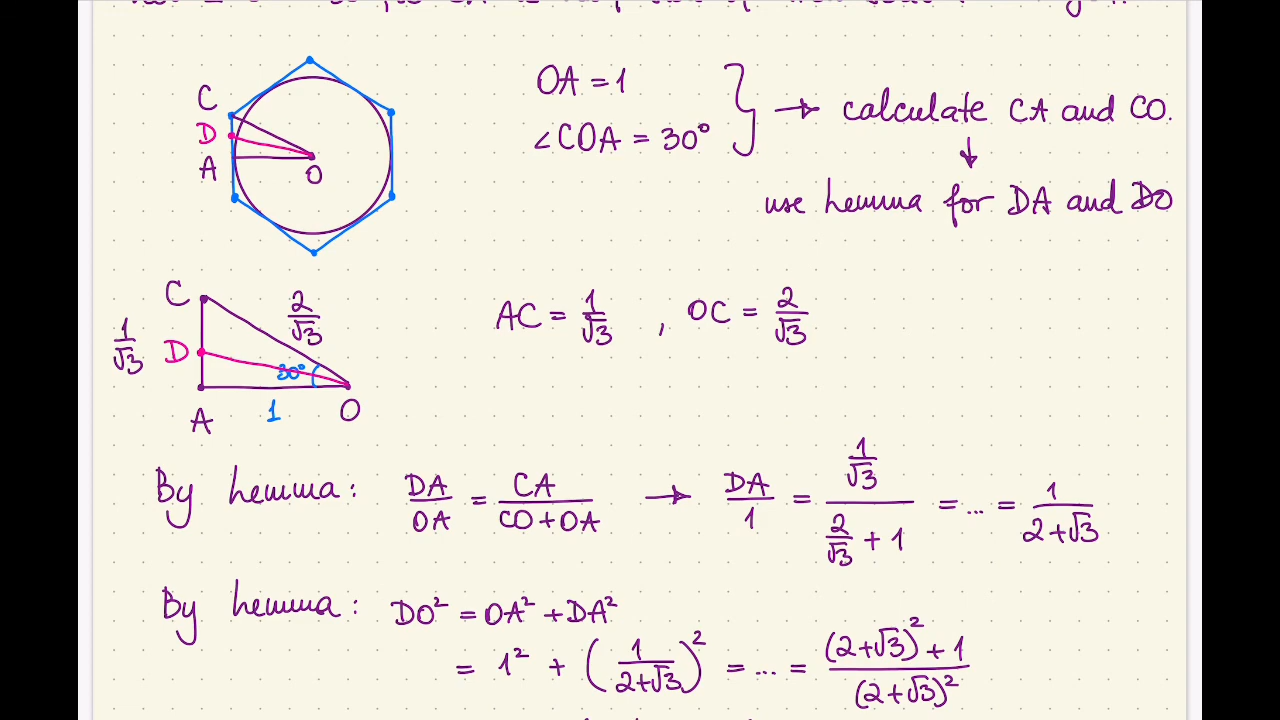 C
D
A
O
OA = 1
∠COA = 30°
→ calculate CA and CO.
↓
use lemma for DA and DO
C
2/√3
1/√3
D
30°
A
1
O
AC = 1/√3 , OC = 2/√3
By lemma: DA/OA = CA/(CO + OA) → DA/1 = (1/√3)/(2/√3 + 1) = ... = 1/(2+√3)
By lemma: DO² = OA² + DA²
= 1² + (1/(2+√3))² = ... = ((2+√3)² + 1)/(2+√3)²